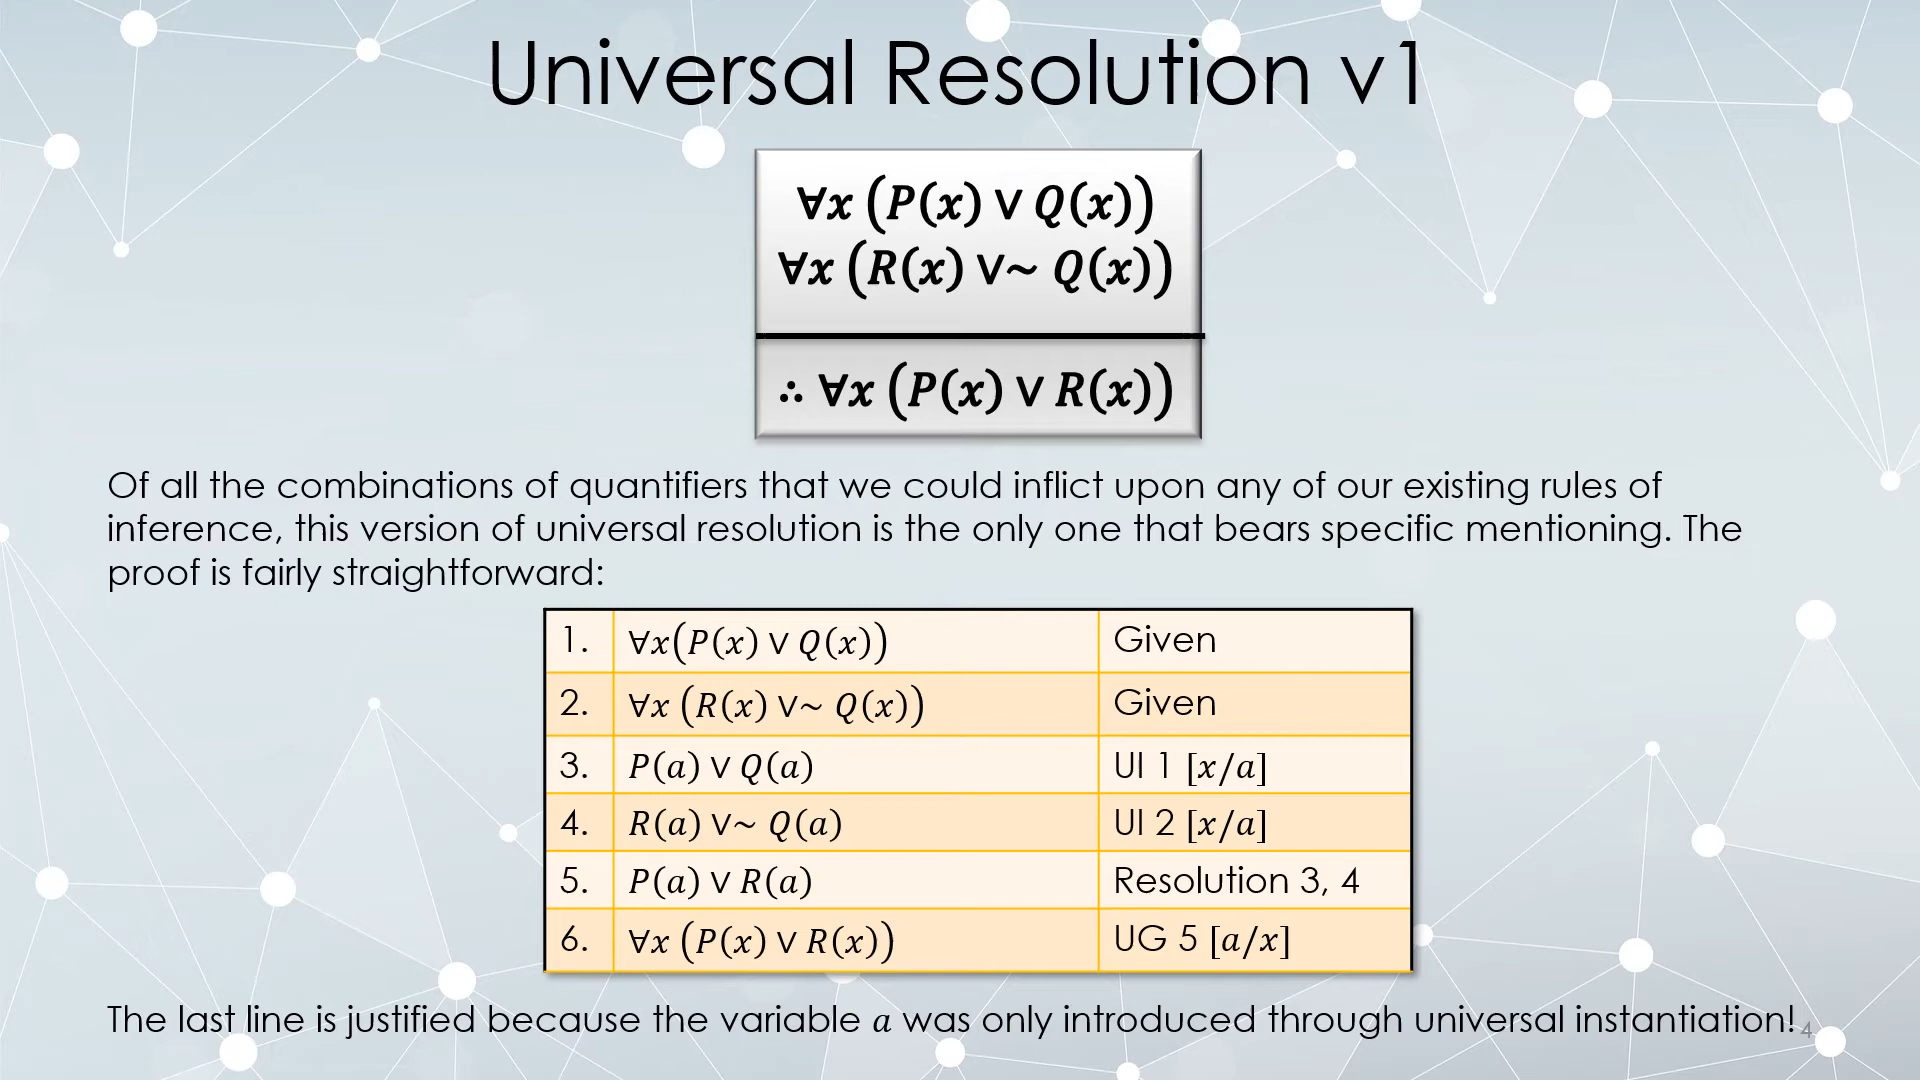 Universal Resolution v1
∀x (P(x) ∨ Q(x))
∀x (R(x) ∨~ Q(x))
∴ ∀x (P(x) ∨ R(x))
Of all the combinations of quantifiers that we could inflict upon any of our existing rules of
inference, this version of universal resolution is the only one that bears specific mentioning. The
proof is fairly straightforward:
1. ∀x(P(x) ∨ Q(x)) Given
2. ∀x (R(x) ∨~ Q(x)) Given
3. P(a) ∨ Q(a) UI 1 [x/a]
4. R(a) ∨~ Q(a) UI 2 [x/a]
5. P(a) ∨ R(a) Resolution 3, 4
6. ∀x (P(x) ∨ R(x)) UG 5 [a/x]
The last line is justified because the variable a was only introduced through universal instantiation!
4